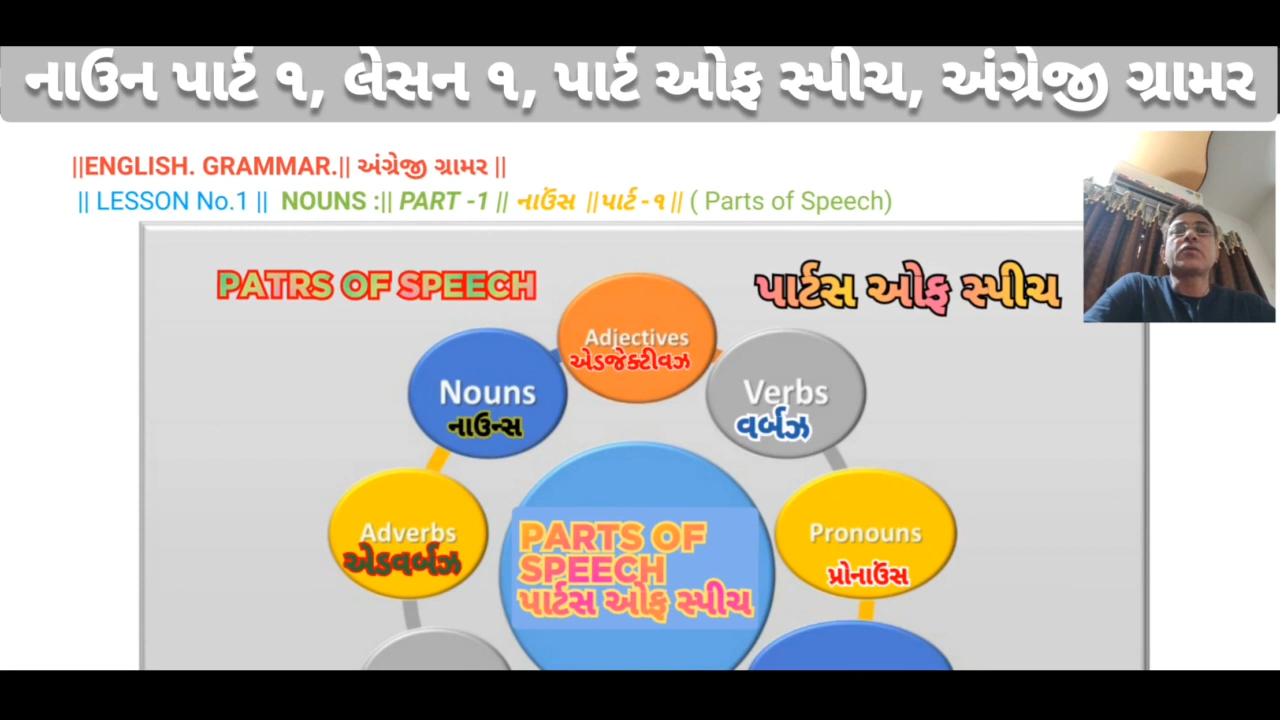 નાઉન પાર્ટ ૧, લેસન ૧, પાર્ટ ઓફ સ્પીચ, અંગ્રેજી ગ્રામર
||ENGLISH. GRAMMAR.|| અંગ્રેજી ગ્રામર ||
|| LESSON No.1 || NOUNS :|| PART -1 || નાઉંસ ||પાર્ટ - ૧ || ( Parts of Speech)
PATRS OF SPEECH
પાર્ટસ ઓફ સ્પીચ
Adjectives
એડજેક્ટીવઝ
Nouns
નાઉન્સ
Verbs
વર્બઝ
Adverbs
એડવર્બઝ
PARTS OF
SPEECH
પાર્ટસ ઓફ સ્પીચ
Pronouns
પ્રોનાઉંસ